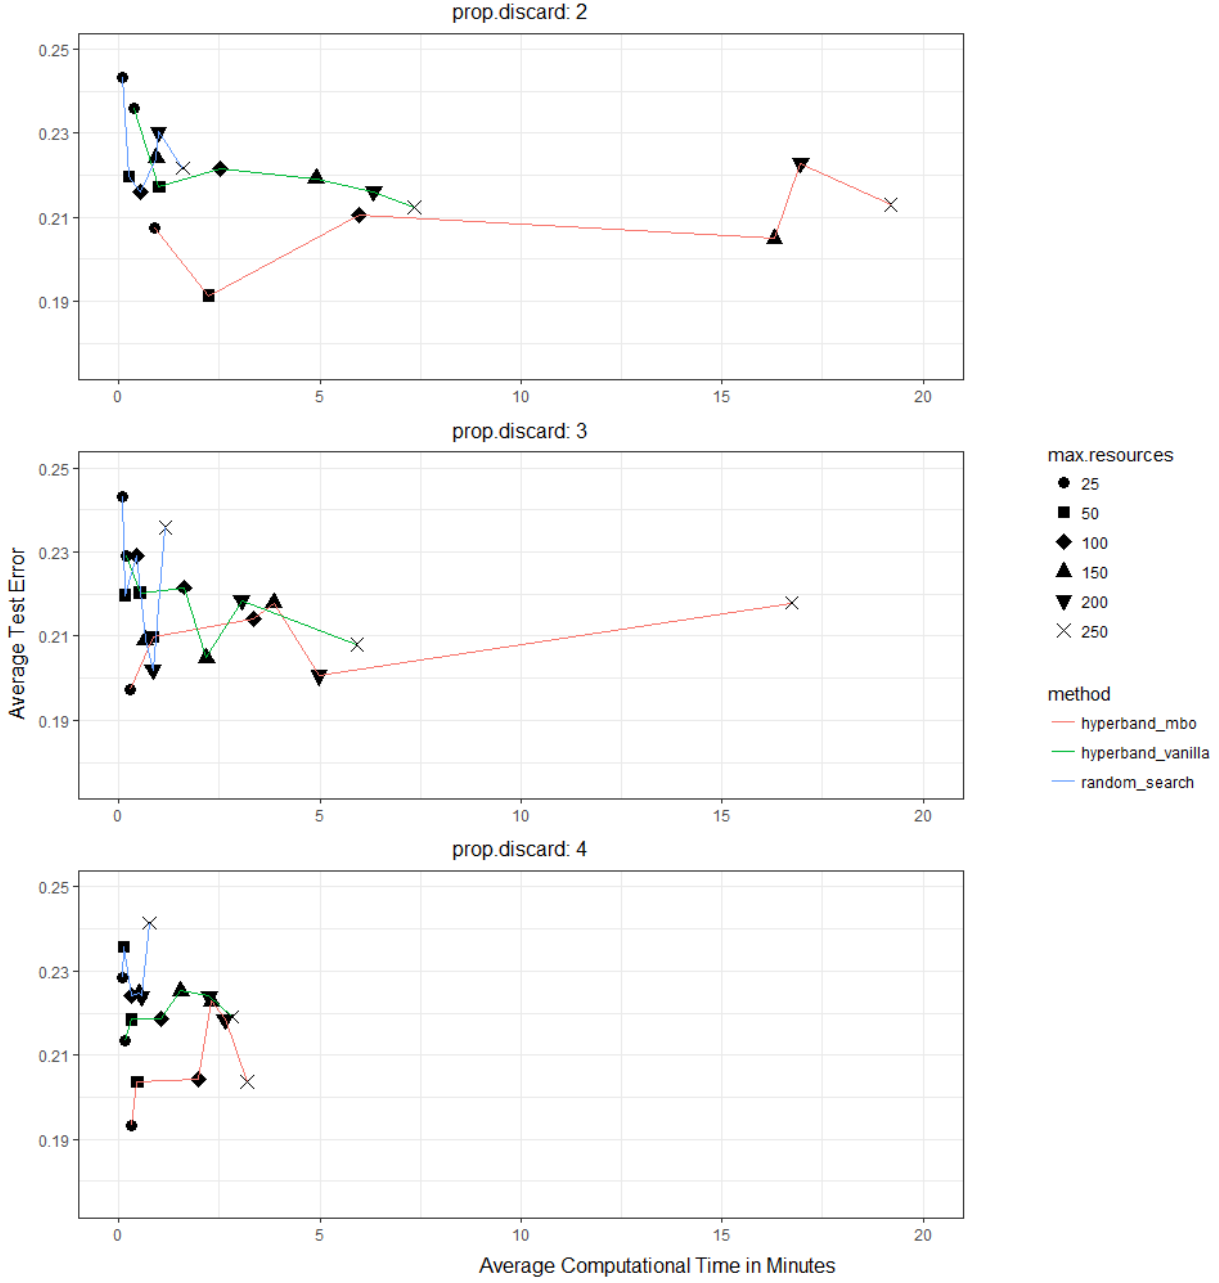 prop.discard: 2
0.25
0.23
0.21
0.19
0 5 10 15 20
prop.discard: 3
0.25
0.23
0.21
0.19
0 5 10 15 20
prop.discard: 4
0.25
0.23
0.21
0.19
0 5 10 15 20
Average Test Error
Average Computational Time in Minutes
max.resources
25
50
100
150
200
250
method
hyperband_mbo
hyperband_vanilla
random_search